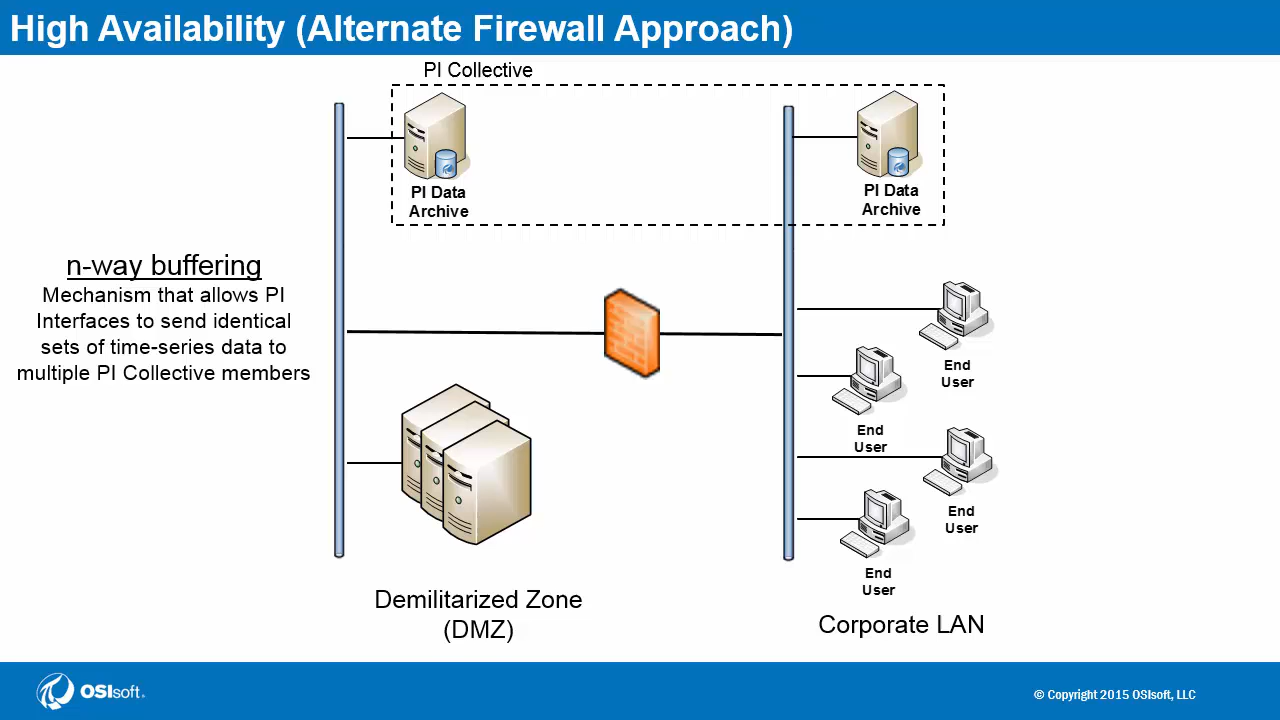 High Availability (Alternate Firewall Approach)
PI Collective
PI Data
Archive
PI Data
Archive
n-way buffering
Mechanism that allows PI
Interfaces to send identical
sets of time-series data to
multiple PI Collective members
End
User
End
User
End
User
End
User
Demilitarized Zone
(DMZ)
Corporate LAN
OSIsoft.
© Copyright 2015 OSIsoft, LLC